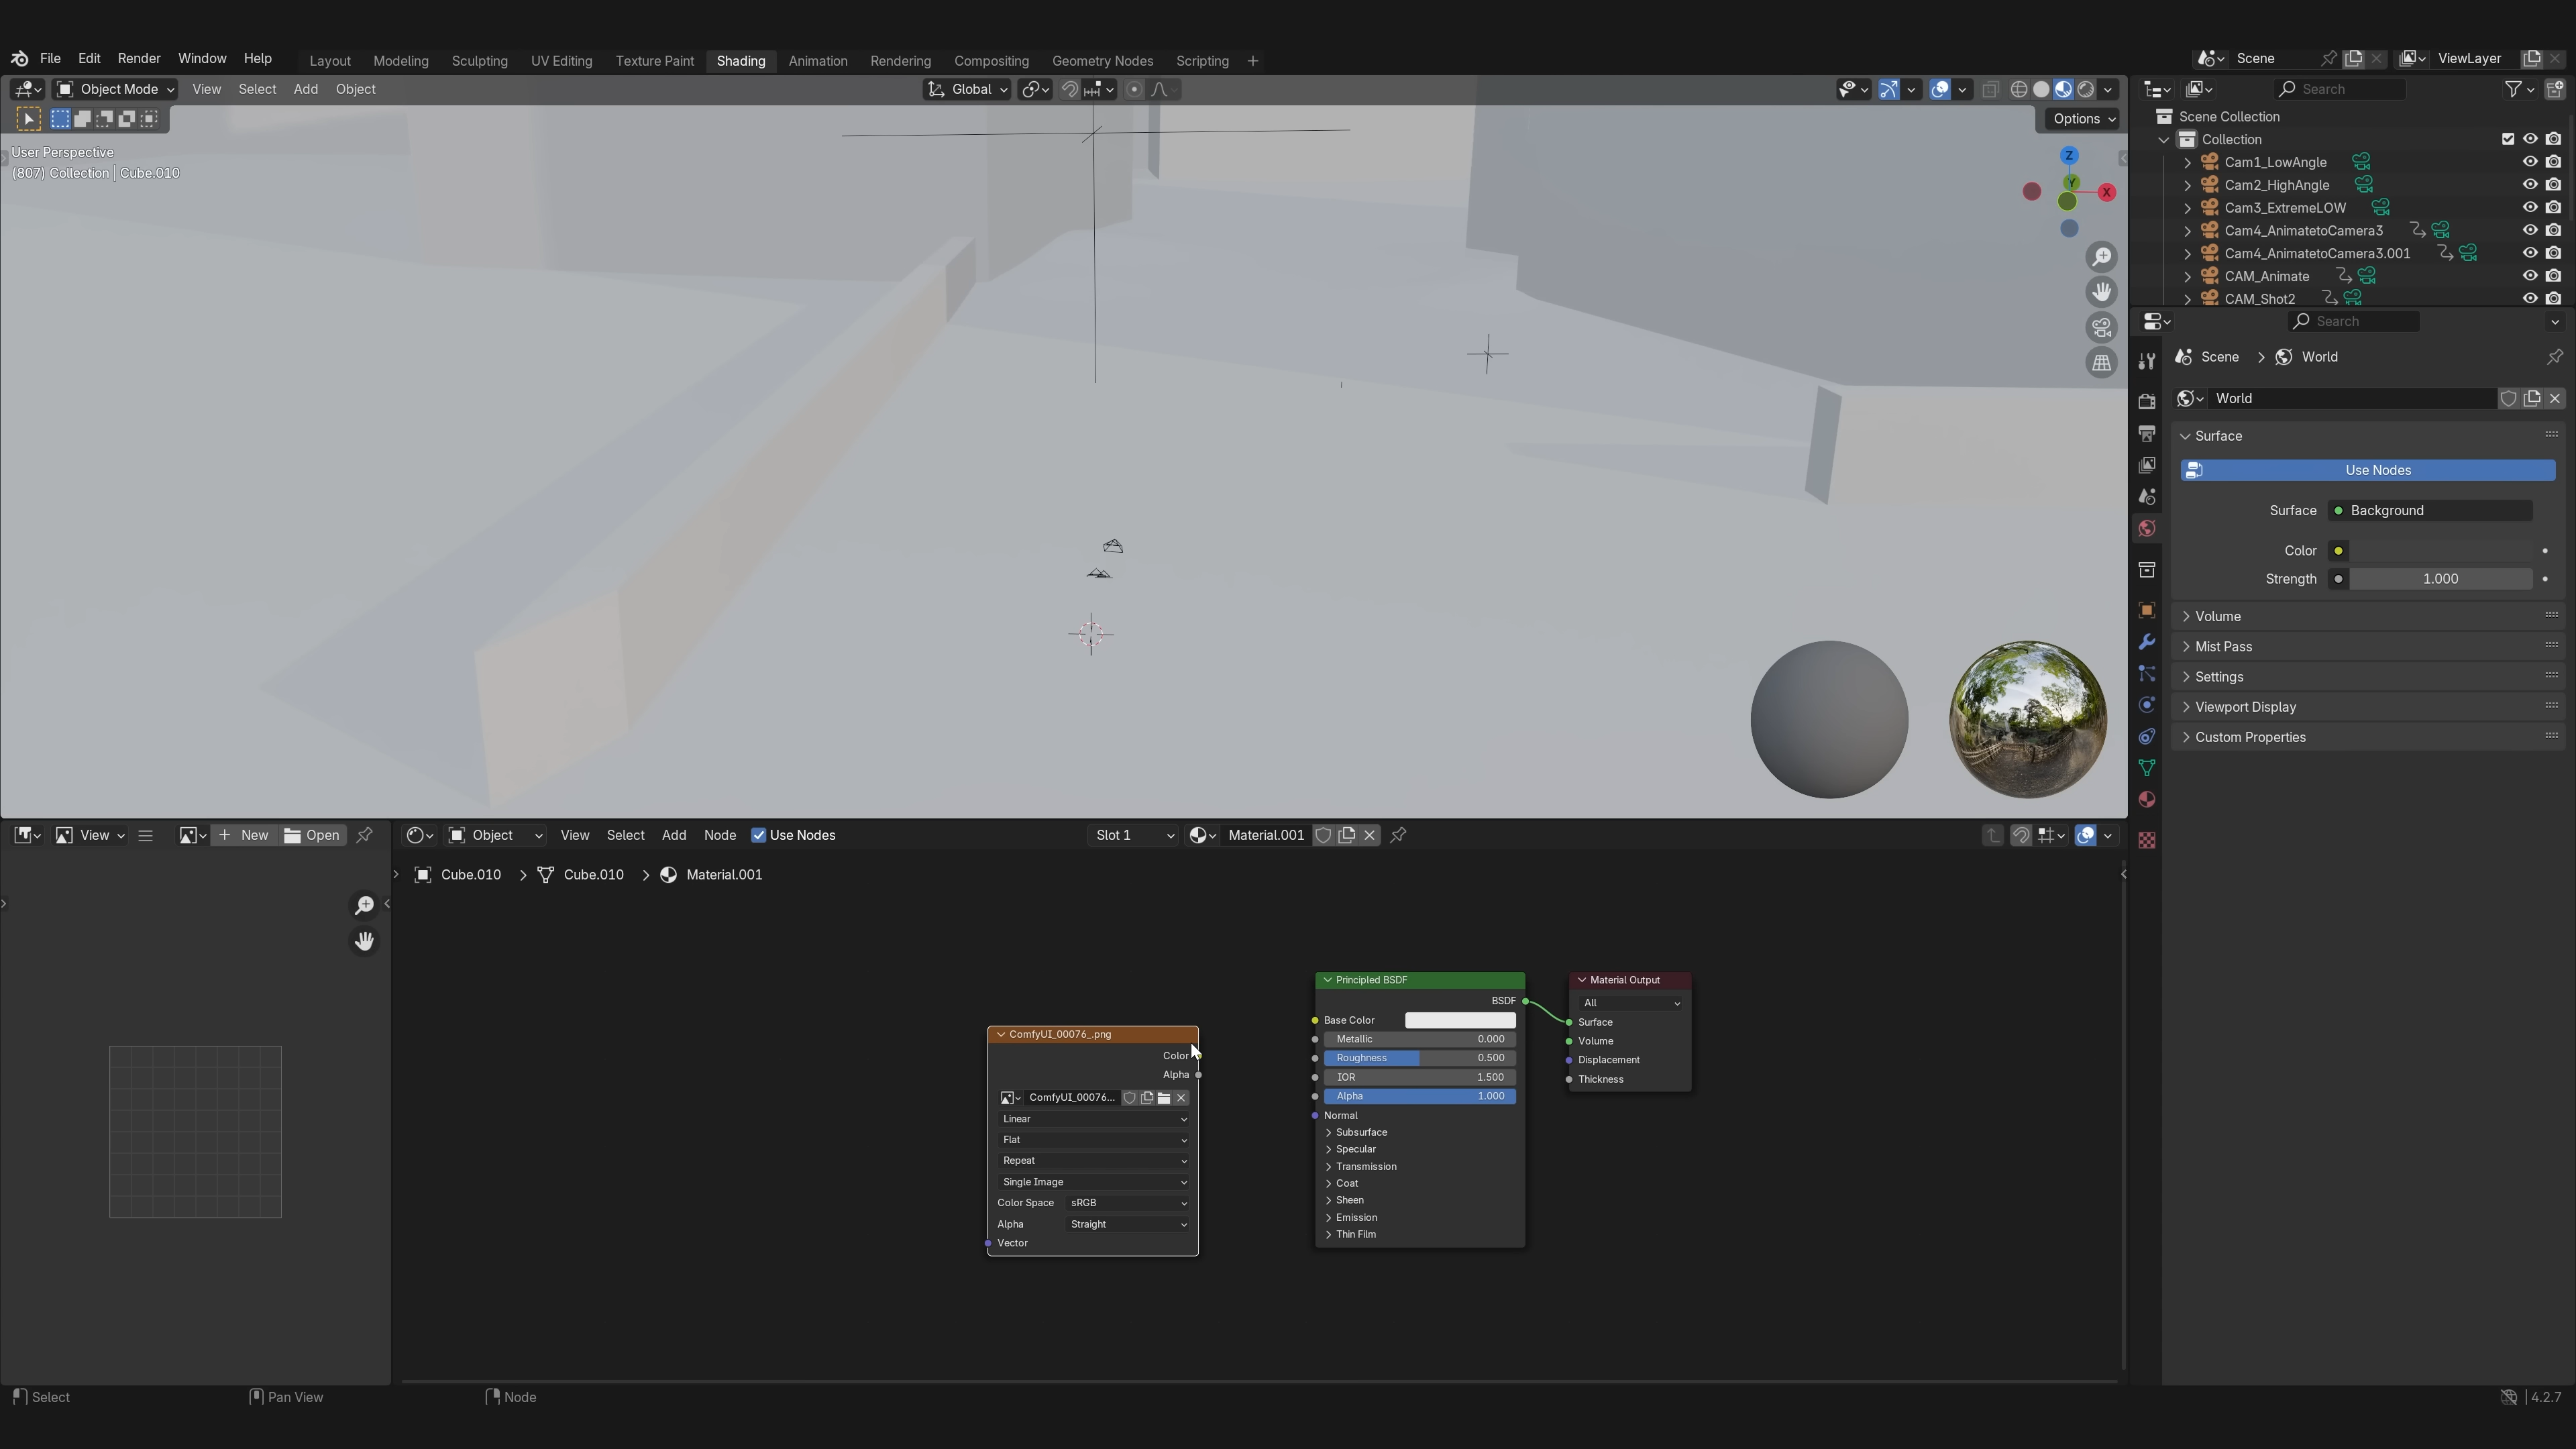 File Edit Render Window Help Layout Modeling Sculpting UV Editing Texture Paint Shading Animation Rendering Compositing Geometry Nodes Scripting + Scene ViewLayer
Object Mode View Select Add Object Global Search
Options
User Perspective
(807) Collection | Cube.010
Z
Y
X
Scene Collection
Collection
Cam1_LowAngle
Cam2_HighAngle
Cam3_ExtremeLOW
Cam4_AnimatetoCamera3
Cam4_AnimatetoCamera3.001
CAM_Animate
CAM_Shot2
Search
Scene > World
World
Surface
Use Nodes
Surface Background
Color
Strength 1.000
Volume
Mist Pass
Settings
Viewport Display
Custom Properties
View New Open
Object View Select Add Node Use Nodes Slot 1 Material.001
Cube.010 > Cube.010 > Material.001
ComfyUI_00076_.png
Color
Alpha
ComfyUI_00076...
Linear
Flat
Repeat
Single Image
Color Space sRGB
Alpha Straight
Vector
Principled BSDF
BSDF
Base Color
Metallic 0.000
Roughness 0.500
IOR 1.500
Alpha 1.000
Normal
Subsurface
Specular
Transmission
Coat
Sheen
Emission
Thin Film
Material Output
All
Surface
Volume
Displacement
Thickness
Select Pan View Node 4.2.7